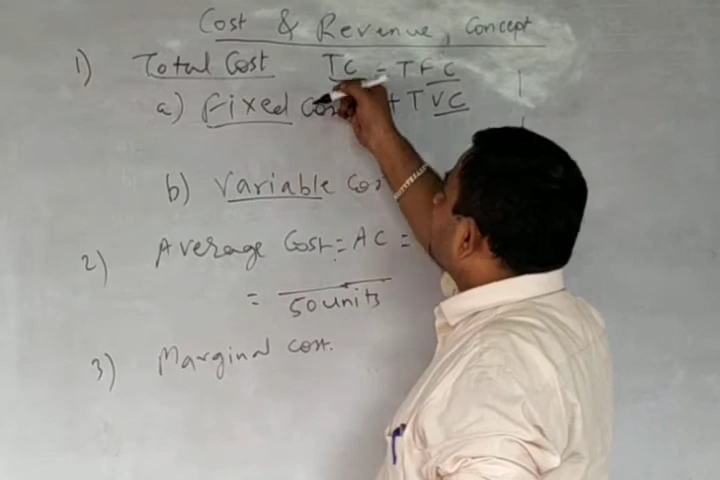 Cost & Revenue, Concept
1) Total Cost TC = TFC
a) Fixed + TVC
b) Variable
2) Average Cost = AC =
= 50 units
3) Marginal cost.